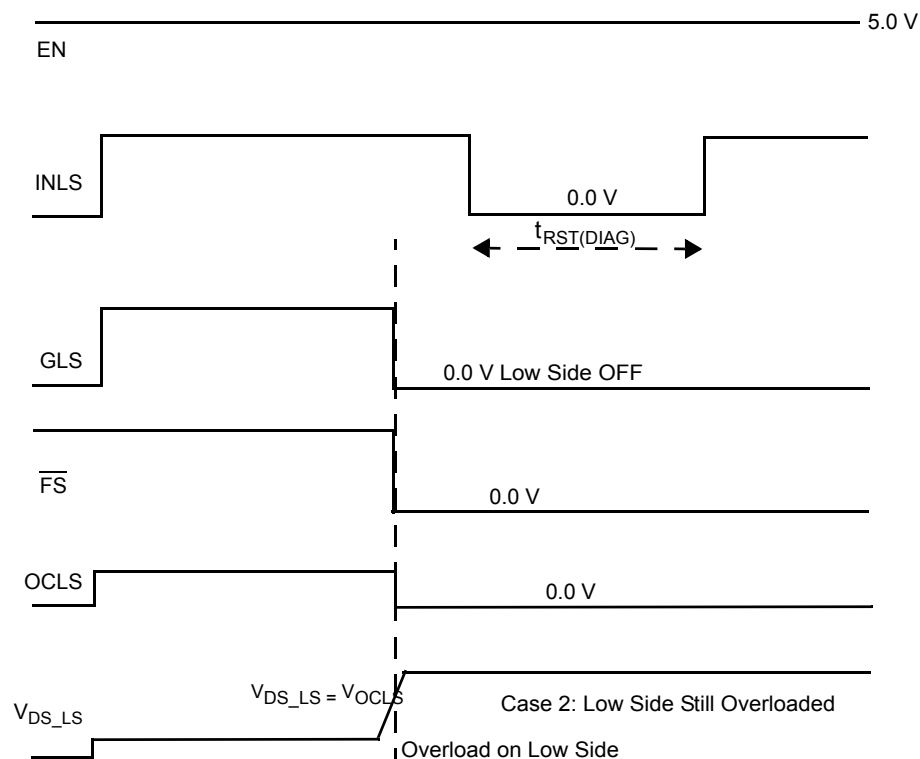 5.0 V
EN
INLS
0.0 V
tRST(DIAG)
GLS
0.0 V Low Side OFF
FS
0.0 V
OCLS
0.0 V
VDS_LS = VOCLS
Case 2: Low Side Still Overloaded
VDS_LS
Overload on Low Side